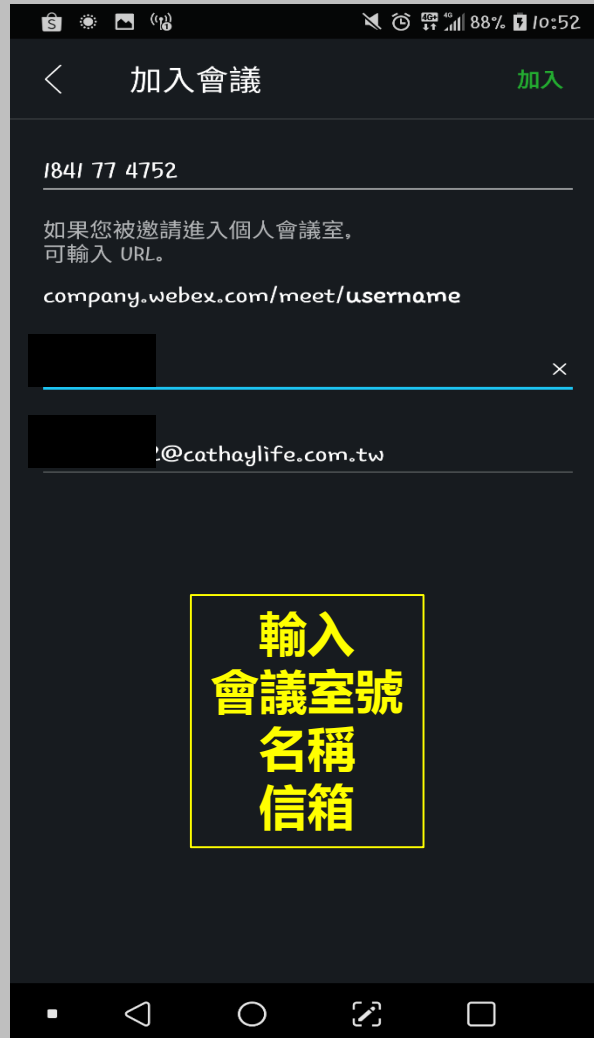 88% 10:52
加入會議 加入
1841 77 4752
如果您被邀請進入個人會議室,
可輸入 URL。
company.webex.com/meet/username
2@cathaylife.com.tw
輸入
會議室號
名稱
信箱